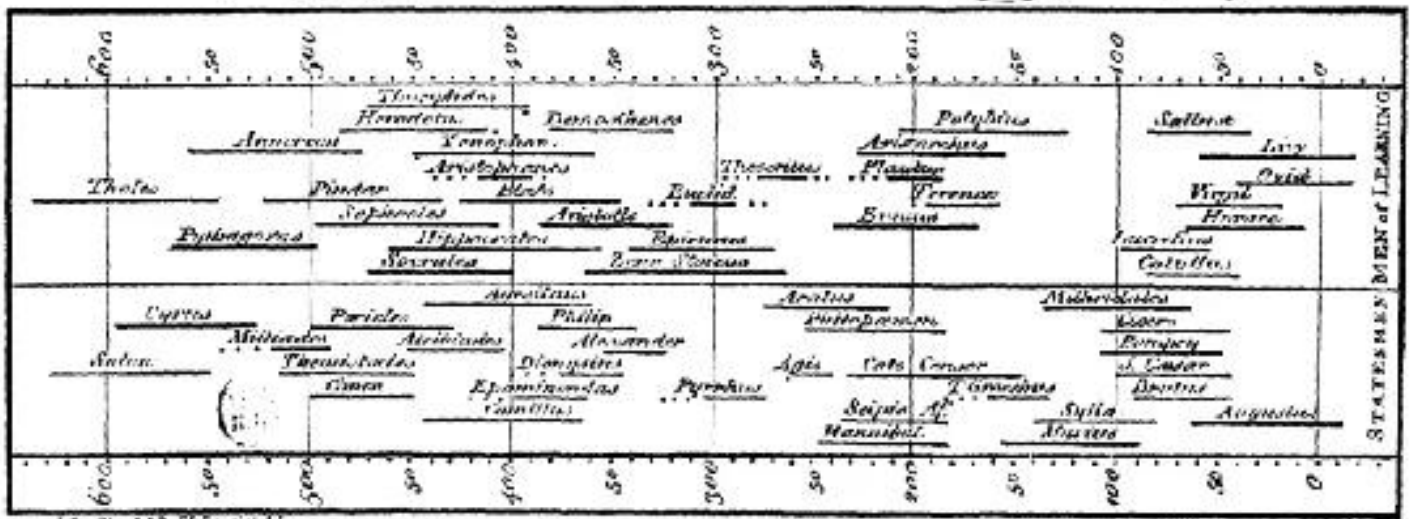 600 50 500 50 400 50 300 50 200 50 100 50 0
Thucydides
Herodotus Demosthenes Polybius Sallust
Anacreon Xenophon Aristarchus Livy
Aristophanes Theocritus Plautus Ovid
Thales Pindar Plato Euclid Terence Virgil
Sophocles Aristotle Ennius Horace
Pythagoras Hippocrates Epicurus Lucretius
Socrates Zeno Stoicus Catullus
MEN of LEARNING
Aratus Mithridates
Cyrus Pericles Philip Philopoemen Cicero
Miltiades Alcibiades Alexander Pompey
Solon Themistocles Dionysius Agis Cato Censor J. Caesar
Cimon Epaminondas Pyrrhus T. Gracchus Brutus
Camillus Scipio Af. Sylla Augustus
Hannibal Marius
STATESMEN
600 50 500 50 400 50 300 50 200 50 100 50 0